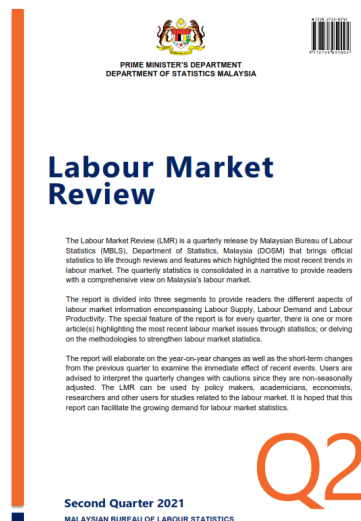 PRIME MINISTER'S DEPARTMENT
DEPARTMENT OF STATISTICS MALAYSIA
Labour Market
Review
The Labour Market Review (LMR) is a quarterly release by Malaysian Bureau of Labour
Statistics (MBLS), Department of Statistics, Malaysia (DOSM) that brings official
statistics to life through reviews and features which highlighted the most recent trends in
labour market. The quarterly statistics is consolidated in a narrative to provide readers
with a comprehensive view on Malaysia's labour market.
The report is divided into three segments to provide readers the different aspects of
labour market information encompassing Labour Supply, Labour Demand and Labour
Productivity. The special feature of the report is for every quarter, there is one or more
article(s) highlighting the most recent labour market issues through statistics; or delving
on the methodologies to strengthen labour market statistics.
The report will elaborate on the year-on-year changes as well as the short-term changes
from the previous quarter to examine the immediate effect of recent events. Users are
advised to interpret the quarterly changes with cautions since they are non-seasonally
adjusted. The LMR can be used by policy makers, academicians, economists,
researchers and other users for studies related to the labour market. It is hoped that this
report can facilitate the growing demand for labour market statistics.
Q2
Second Quarter 2021
MALAYSIAN BUREAU OF LABOUR STATISTICS